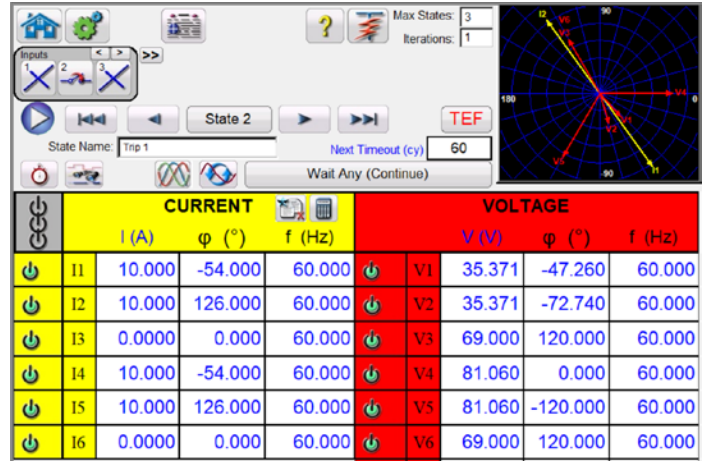 Max States: 3
Iterations: 1
Inputs < > >>
1 2 3
State 2 TEF
State Name: Trip 1 Next Timeout (cy) 60
Wait Any (Continue)
90
180
0
-90
I2
V6
V3
V4
V1
V2
V5
I1
CURRENT VOLTAGE
I (A) φ (°) f (Hz) V (V) φ (°) f (Hz)
I1 10.000 -54.000 60.000 V1 35.371 -47.260 60.000
I2 10.000 126.000 60.000 V2 35.371 -72.740 60.000
I3 0.0000 0.000 60.000 V3 69.000 120.000 60.000
I4 10.000 -54.000 60.000 V4 81.060 0.000 60.000
I5 10.000 126.000 60.000 V5 81.060 -120.000 60.000
I6 0.0000 0.000 60.000 V6 69.000 120.000 60.000